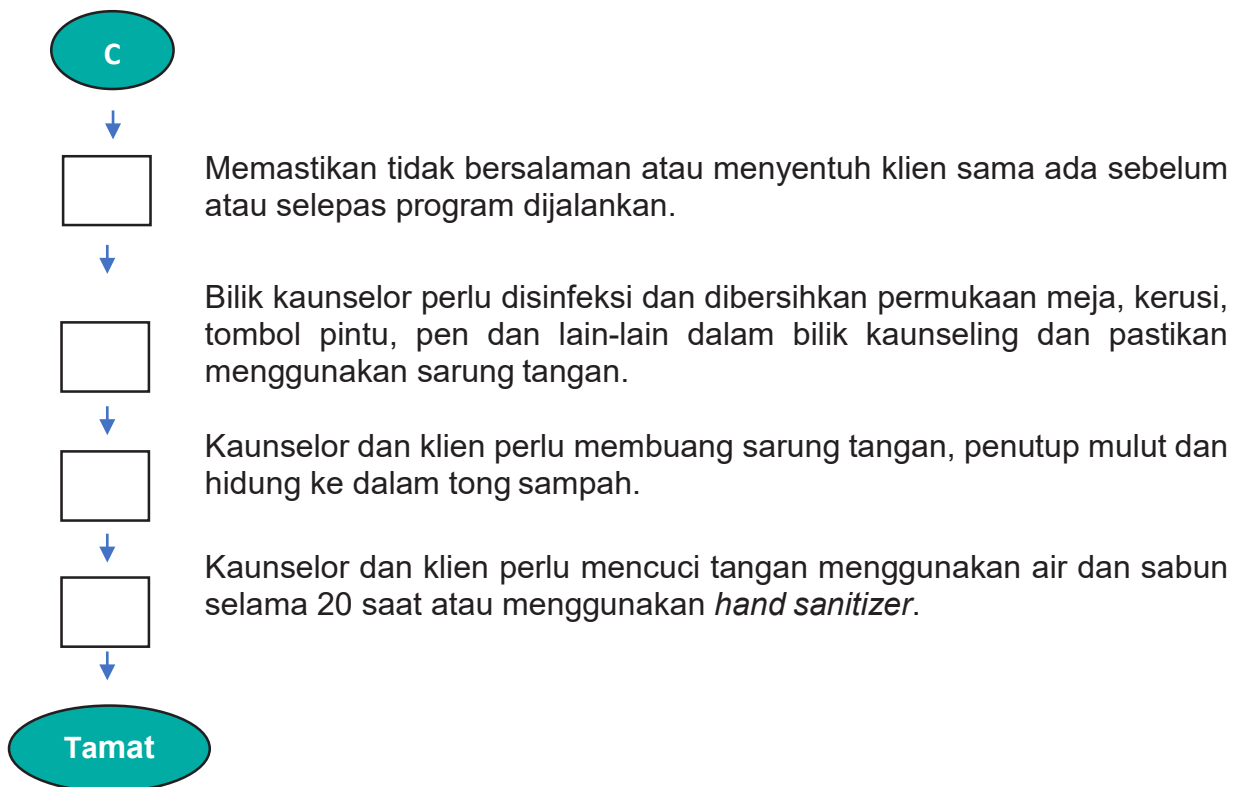 C
Memastikan tidak bersalaman atau menyentuh klien sama ada sebelum
atau selepas program dijalankan.
Bilik kaunselor perlu disinfeksi dan dibersihkan permukaan meja, kerusi,
tombol pintu, pen dan lain-lain dalam bilik kaunseling dan pastikan
menggunakan sarung tangan.
Kaunselor dan klien perlu membuang sarung tangan, penutup mulut dan
hidung ke dalam tong sampah.
Kaunselor dan klien perlu mencuci tangan menggunakan air dan sabun
selama 20 saat atau menggunakan hand sanitizer.
Tamat